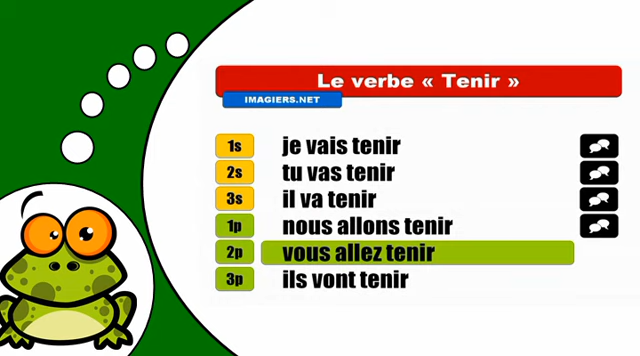 Le verbe « Tenir »
IMAGIERS.NET
1s je vais tenir
2s tu vas tenir
3s il va tenir
1p nous allons tenir
2p vous allez tenir
3p ils vont tenir